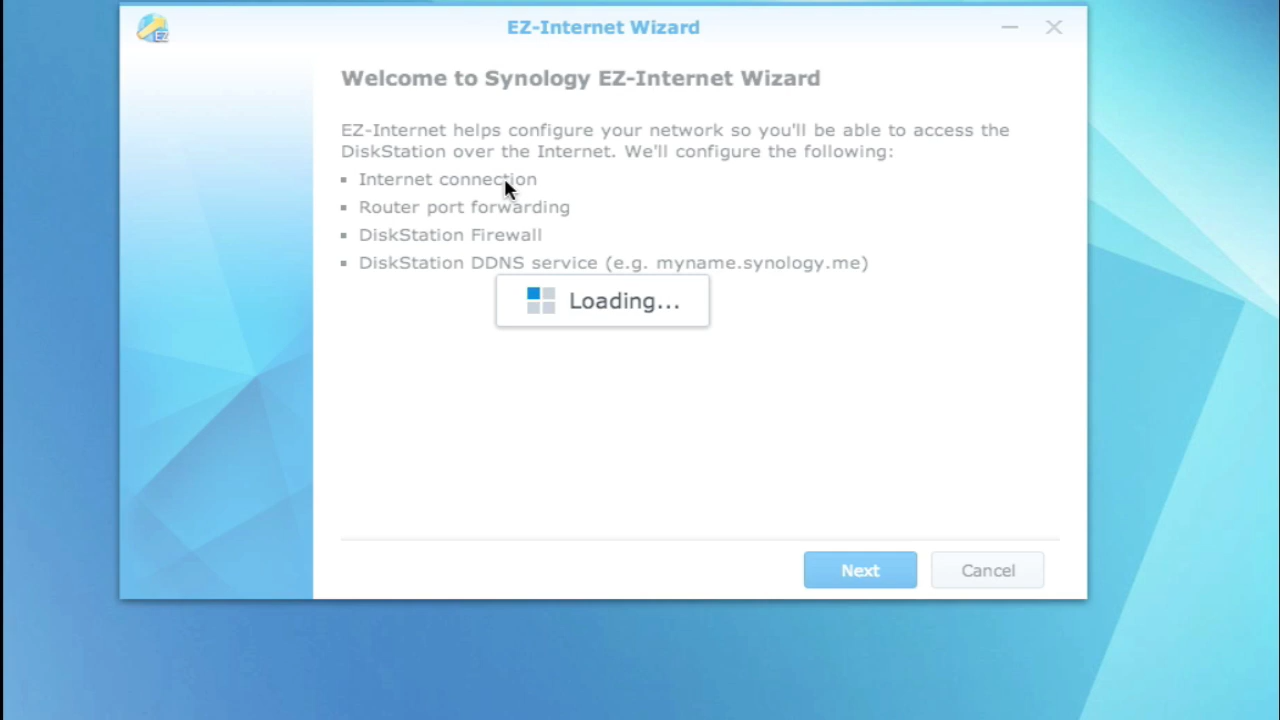 EZ
EZ-Internet Wizard
Welcome to Synology EZ-Internet Wizard
EZ-Internet helps configure your network so you'll be able to access the
DiskStation over the Internet. We'll configure the following:
▪ Internet connection
▪ Router port forwarding
▪ DiskStation Firewall
▪ DiskStation DDNS service (e.g. myname.synology.me)
Loading...
Next
Cancel